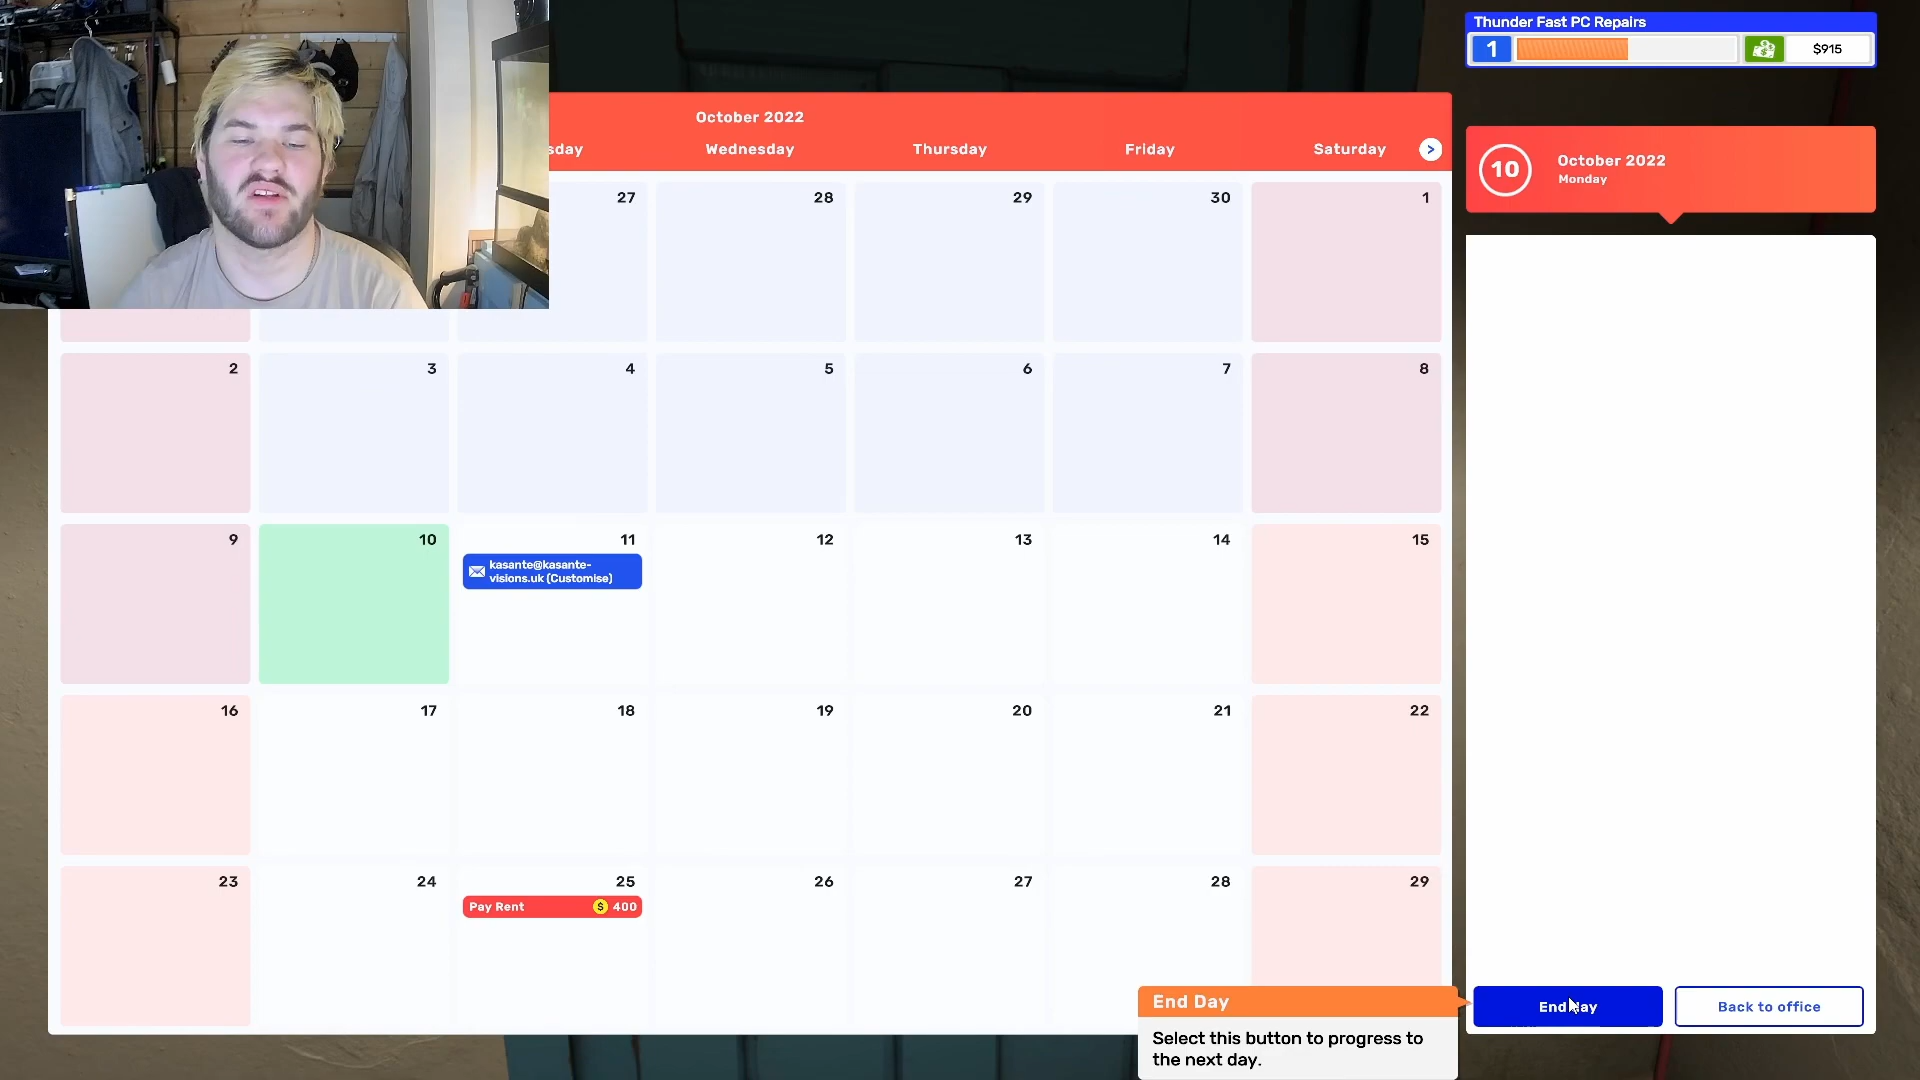 Thunder Fast PC Repairs
1
$915
October 2022
sday Wednesday Thursday Friday Saturday >
10
October 2022
Monday
27 28 29 30 1
2 3 4 5 6 7 8
9 10 11 12 13 14 15
kasante@kasante-
visions.uk (Customise)
16 17 18 19 20 21 22
23 24 25 26 27 28 29
Pay Rent $ 400
End Day
Select this button to progress to
the next day.
End Day
Back to office